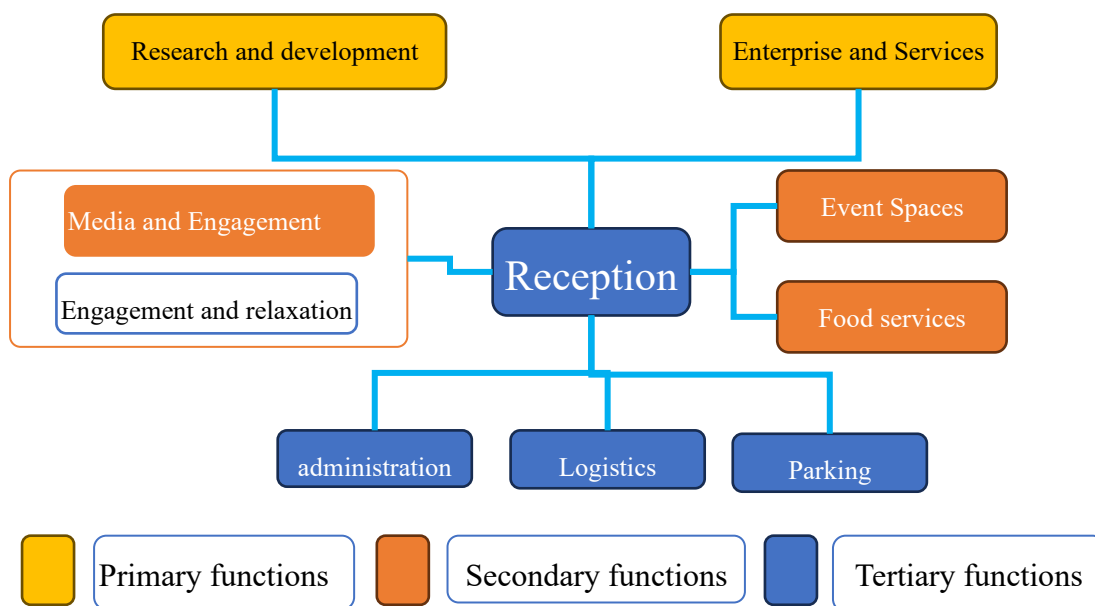 Research and development
Enterprise and Services
Media and Engagement
Engagement and relaxation
Reception
Event Spaces
Food services
administration
Logistics
Parking
Primary functions
Secondary functions
Tertiary functions